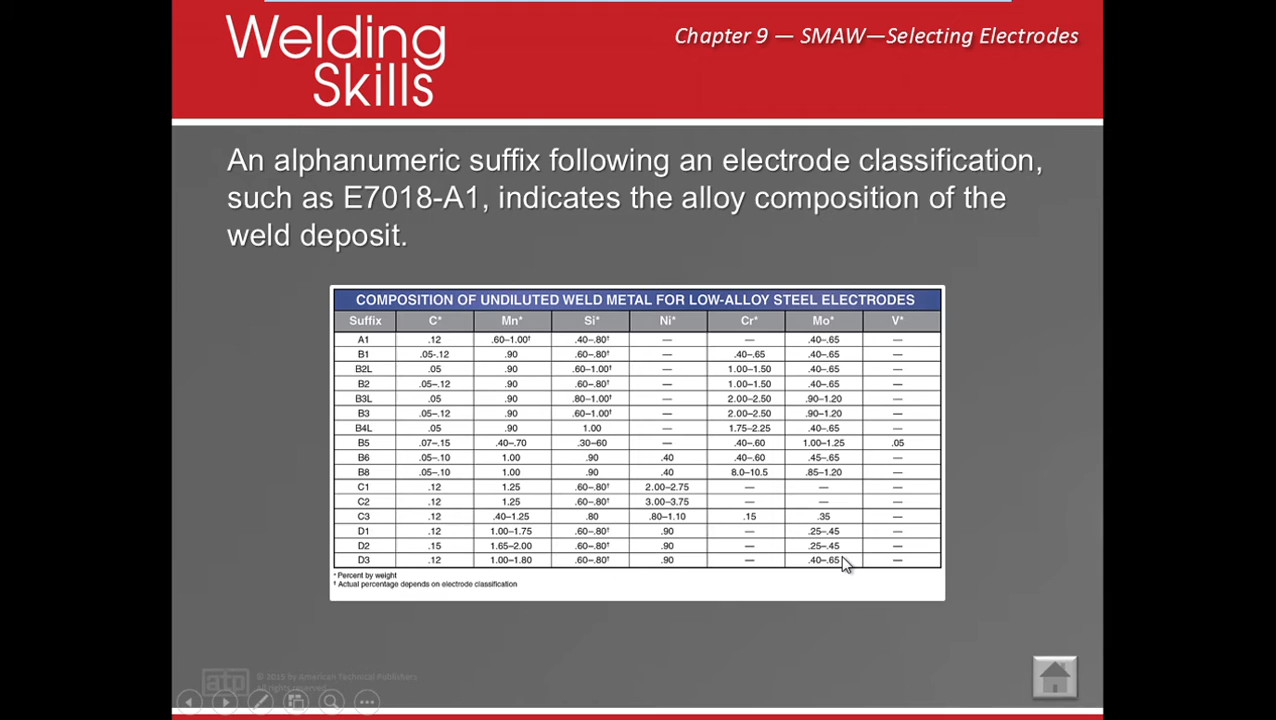 Welding
Skills
Chapter 9 — SMAW—Selecting Electrodes
An alphanumeric suffix following an electrode classification,
such as E7018-A1, indicates the alloy composition of the
weld deposit.
COMPOSITION OF UNDILUTED WELD METAL FOR LOW-ALLOY STEEL ELECTRODES
Suffix C* Mn* Si* Ni* Cr* Mo* V*
A1 .12 .60–1.00† .40–.80† — — .40–.65 —
B1 .05-.12 .90 .60–.80† — .40–.65 .40–.65 —
B2L .05 .90 .60–1.00† — 1.00–1.50 .40–.65 —
B2 .05–.12 .90 .60–.80† — 1.00–1.50 .40–.65 —
B3L .05 .90 .80–1.00† — 2.00–2.50 .90–1.20 —
B3 .05–.12 .90 .60–1.00† — 2.00–2.50 .90–1.20 —
B4L .05 .90 1.00 — 1.75–2.25 .40–.65 —
B5 .07–.15 .40–.70 .30–60 — .40–.60 1.00–1.25 .05
B6 .05–.10 1.00 .90 .40 .40–.60 .45–.65 —
B8 .05–.10 1.00 .90 .40 8.0–10.5 .85–1.20 —
C1 .12 1.25 .60–.80† 2.00–2.75 — — —
C2 .12 1.25 .60–.80† 3.00–3.75 — — —
C3 .12 .40–1.25 .80 .80–1.10 .15 .35 —
D1 .12 1.00–1.75 .60–.80† .90 — .25–.45 —
D2 .15 1.65–2.00 .60–.80† .90 — .25–.45 —
D3 .12 1.00–1.80 .60–.80† .90 — .40–.65 —
* Percent by weight
† Actual percentage depends on electrode classification
atp © 2015 by American Technical Publishers
All rights reserved